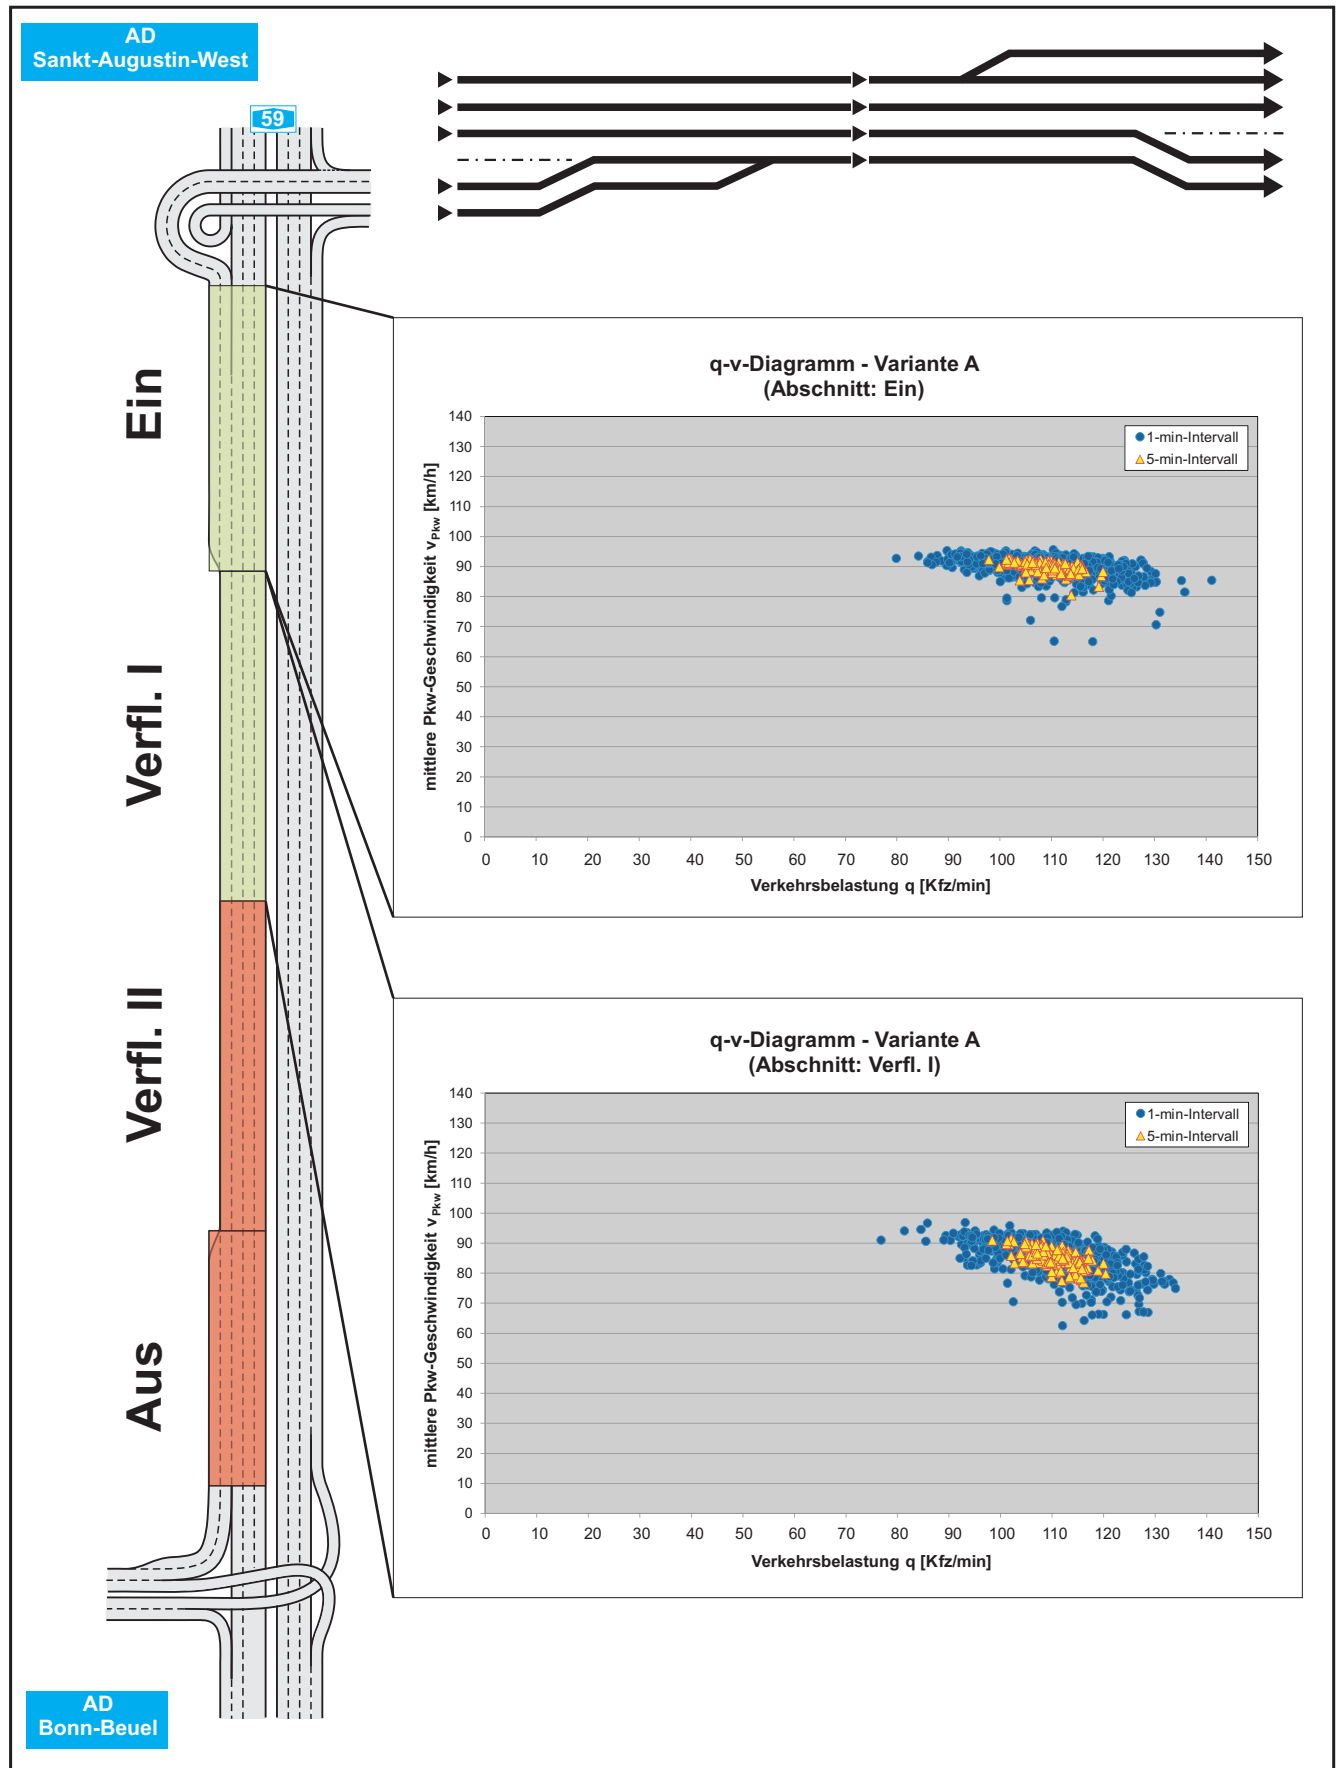 AD
Sankt-Augustin-West
59
Ein
Verfl. I
Verfl. II
Aus
AD
Bonn-Beuel
q-v-Diagramm - Variante A
(Abschnitt: Ein)
mittlere Pkw-Geschwindigkeit vPkw [km/h]
140
130
120
110
100
90
80
70
60
50
40
30
20
10
0
1-min-Intervall
5-min-Intervall
0 10 20 30 40 50 60 70 80 90 100 110 120 130 140 150
Verkehrsbelastung q [Kfz/min]
q-v-Diagramm - Variante A
(Abschnitt: Verfl. I)
mittlere Pkw-Geschwindigkeit vPkw [km/h]
140
130
120
110
100
90
80
70
60
50
40
30
20
10
0
1-min-Intervall
5-min-Intervall
0 10 20 30 40 50 60 70 80 90 100 110 120 130 140 150
Verkehrsbelastung q [Kfz/min]